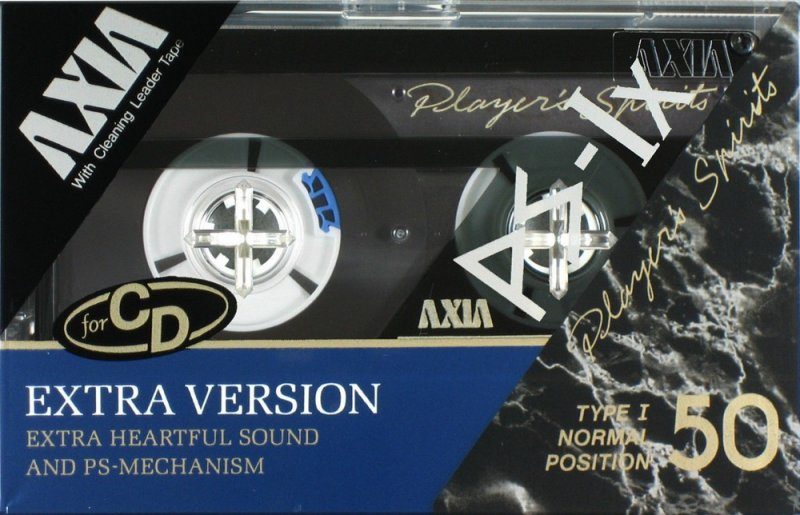 AXIA
With Cleaning Leader Tape
AXIA
Player's Spirits
PS-IX
Player's Spirits
AXIA
for CD
EXTRA VERSION
EXTRA HEARTFUL SOUND
AND PS-MECHANISM
TYPE I
NORMAL
POSITION
50